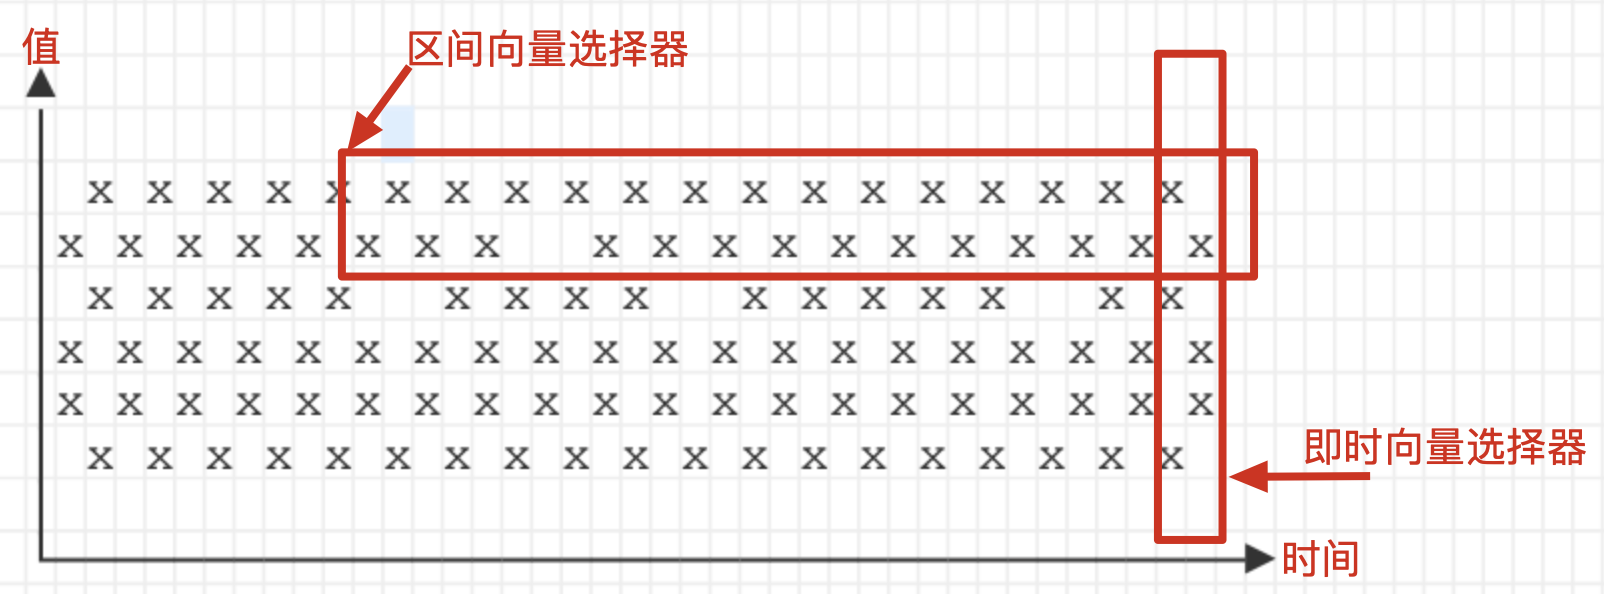 值
区间向量选择器
x x x x x x x x x x x x x x x x x x x
x x x x x x x x x x x x x x x x x x x
x x x x x x x x x x x x x x x x
x x x x x x x x x x x x x x x x x x x x
x x x x x x x x x x x x x x x x x x x x
x x x x x x x x x x x x x x x x x x x
即时向量选择器
时间